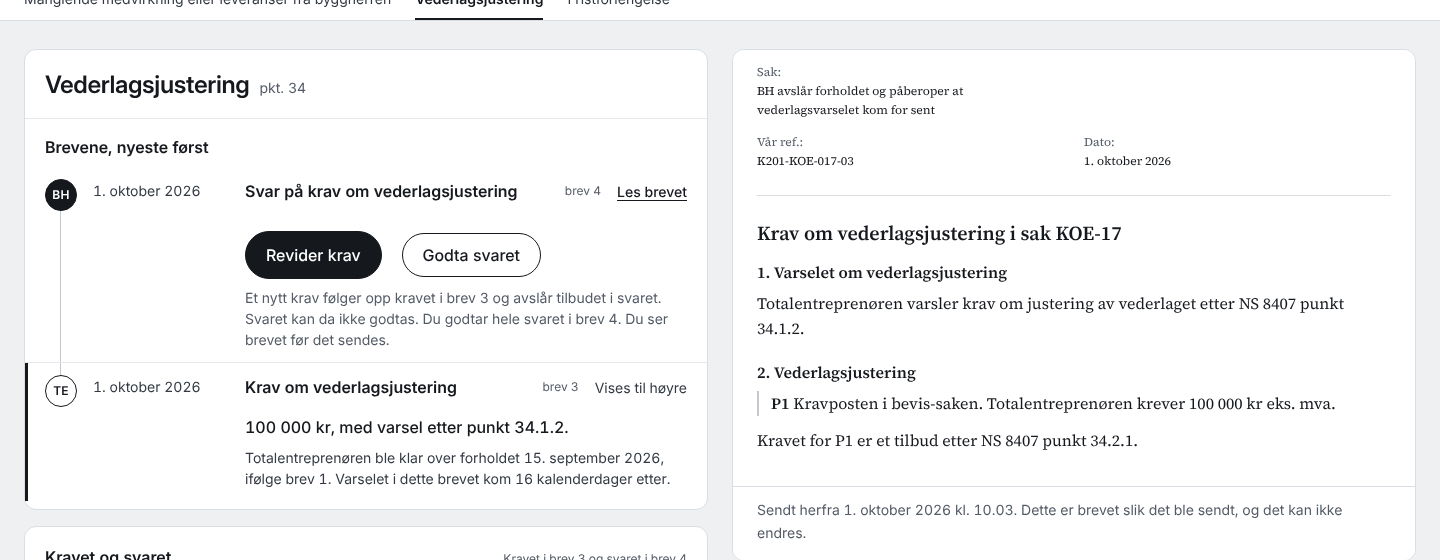 Manglende medvirkning eller leveranser fra byggherren
Vederlagsjustering
Fristforlengelse
Vederlagsjustering pkt. 34
Brevene, nyeste først
BH
1. oktober 2026
Svar på krav om vederlagsjustering
brev 4
Les brevet
Revider krav
Godta svaret
Et nytt krav følger opp kravet i brev 3 og avslår tilbudet i svaret.
Svaret kan da ikke godtas. Du godtar hele svaret i brev 4. Du ser
brevet før det sendes.
TE
1. oktober 2026
Krav om vederlagsjustering
brev 3
Vises til høyre
100 000 kr, med varsel etter punkt 34.1.2.
Totalentreprenøren ble klar over forholdet 15. september 2026,
ifølge brev 1. Varselet i dette brevet kom 16 kalenderdager etter.
Kravet og svaret
Kravet i brev 3 og svaret i brev 4
Sak:
BH avslår forholdet og påberoper at
vederlagsvarselet kom for sent
Vår ref.:
K201-KOE-017-03
Dato:
1. oktober 2026
Krav om vederlagsjustering i sak KOE-17
1. Varselet om vederlagsjustering
Totalentreprenøren varsler krav om justering av vederlaget etter NS 8407 punkt
34.1.2.
2. Vederlagsjustering
P1 Kravposten i bevis-saken. Totalentreprenøren krever 100 000 kr eks. mva.
Kravet for P1 er et tilbud etter NS 8407 punkt 34.2.1.
Sendt herfra 1. oktober 2026 kl. 10.03. Dette er brevet slik det ble sendt, og det kan ikke
endres.